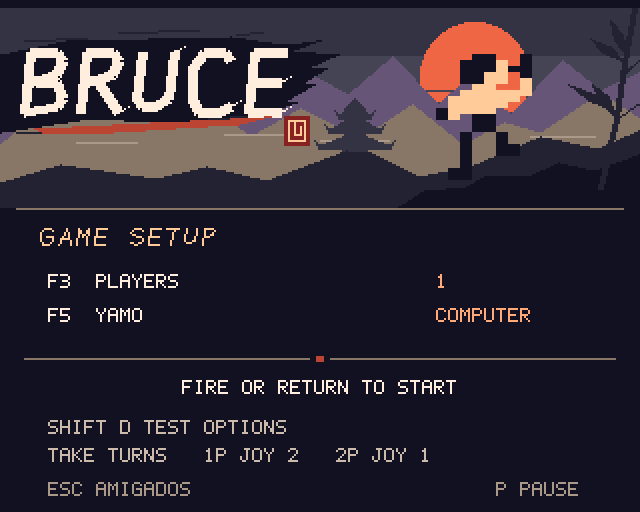 BRUCE
GAME SETUP
F3 PLAYERS 1
F5 YAMO COMPUTER
FIRE OR RETURN TO START
SHIFT D TEST OPTIONS
TAKE TURNS 1P JOY 2 2P JOY 1
ESC AMIGADOS P PAUSE